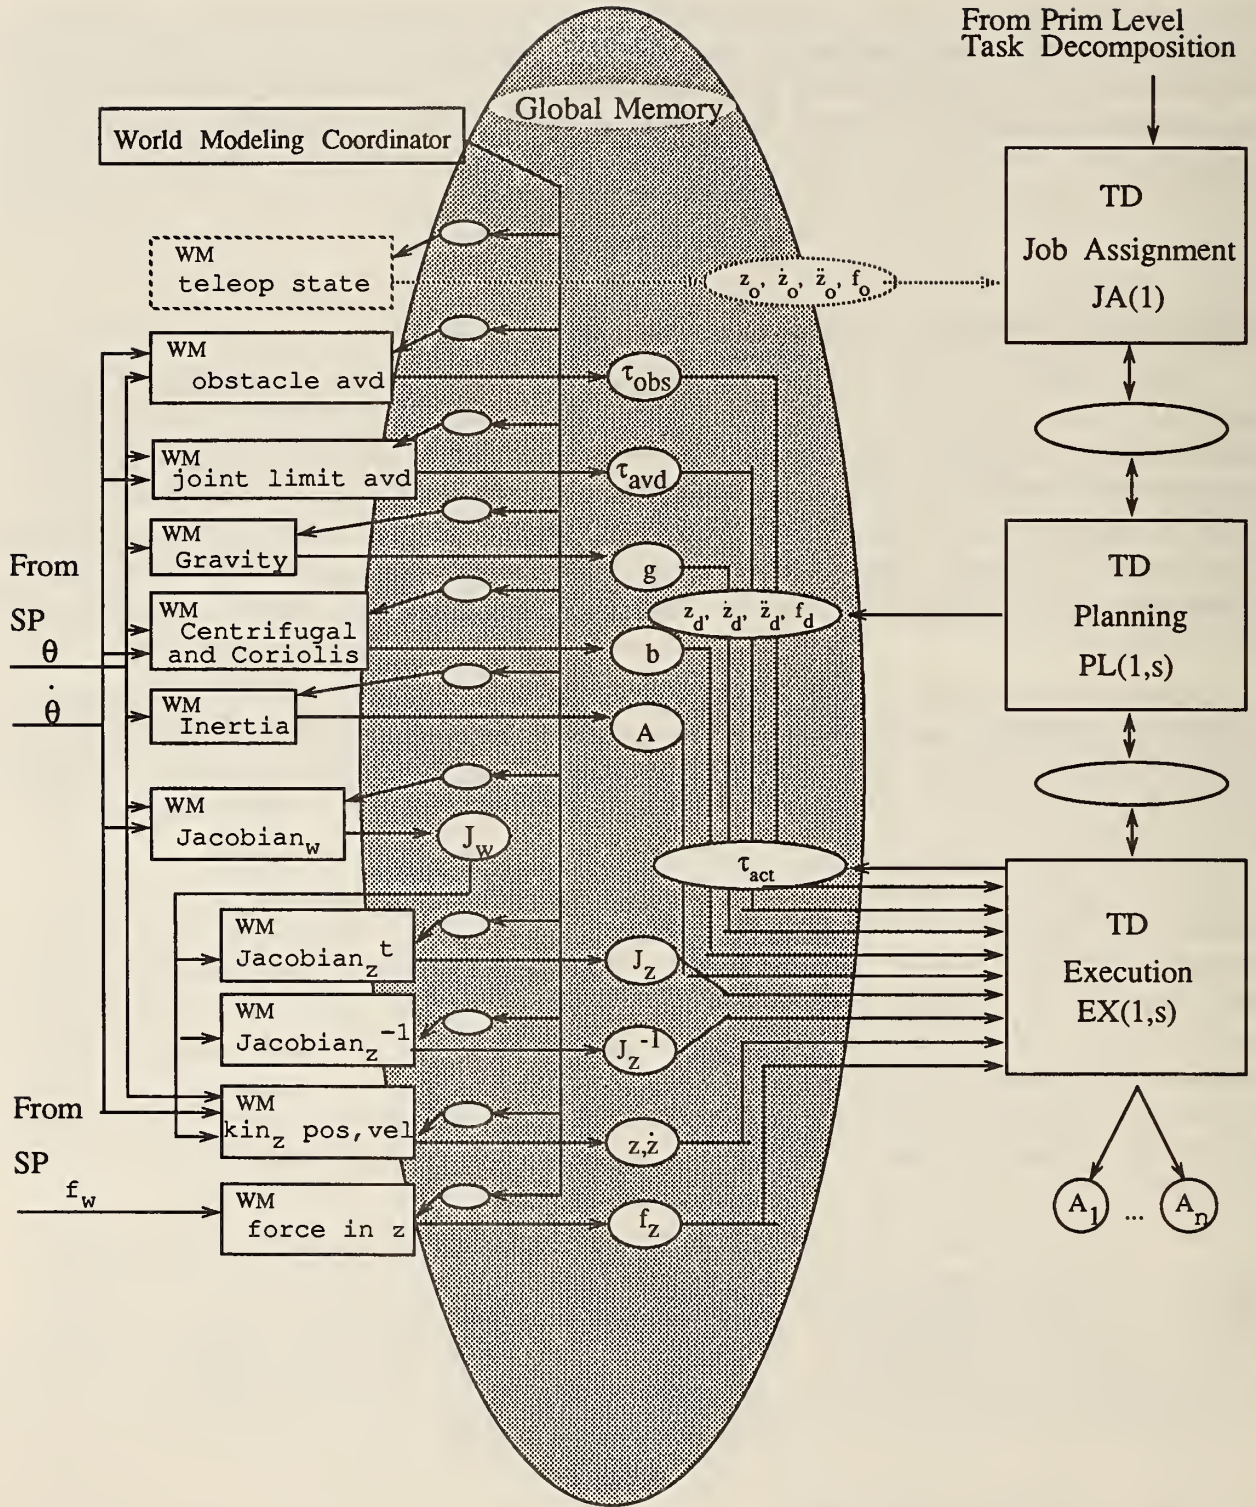 From Prim Level
Task Decomposition
Global Memory
World Modeling Coordinator
TD
Job Assignment
JA(1)
WM
teleop state
z_o, ż_o, z̈_o, f_o
WM
obstacle avd
τ_obs
WM
joint limit avd
τ_avd
WM
Gravity
g
From
SP
θ
θ̇
TD
Planning
PL(1,s)
z_d, ż_d, z̈_d, f_d
WM
Centrifugal
and Coriolis
b
WM
Inertia
A
WM
Jacobian_w
J_w
τ_act
TD
Execution
EX(1,s)
WM
Jacobian_z^t
J_z
WM
Jacobian_z^-1
J_z^-1
From
SP
WM
kin_z pos,vel
z,ż
f_w
WM
force in z
f_z
A_1 ... A_n